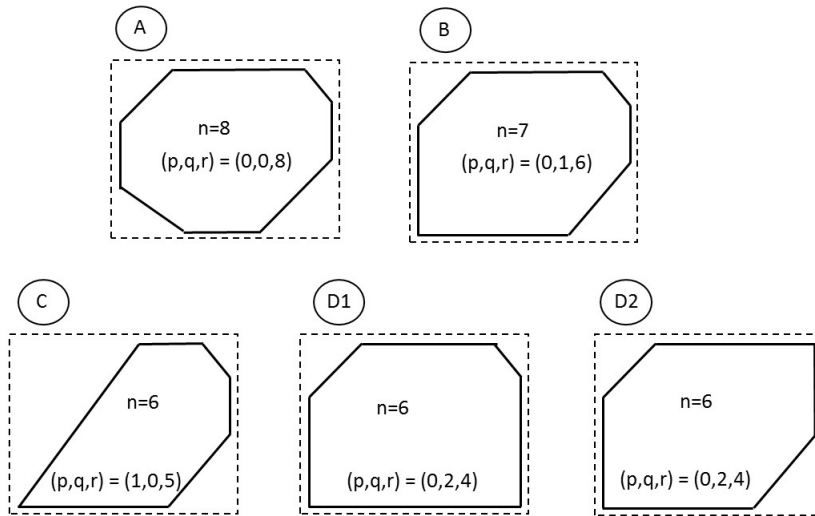 A
n=8
(p,q,r) = (0,0,8)
B
n=7
(p,q,r) = (0,1,6)
C
n=6
(p,q,r) = (1,0,5)
D1
n=6
(p,q,r) = (0,2,4)
D2
n=6
(p,q,r) = (0,2,4)